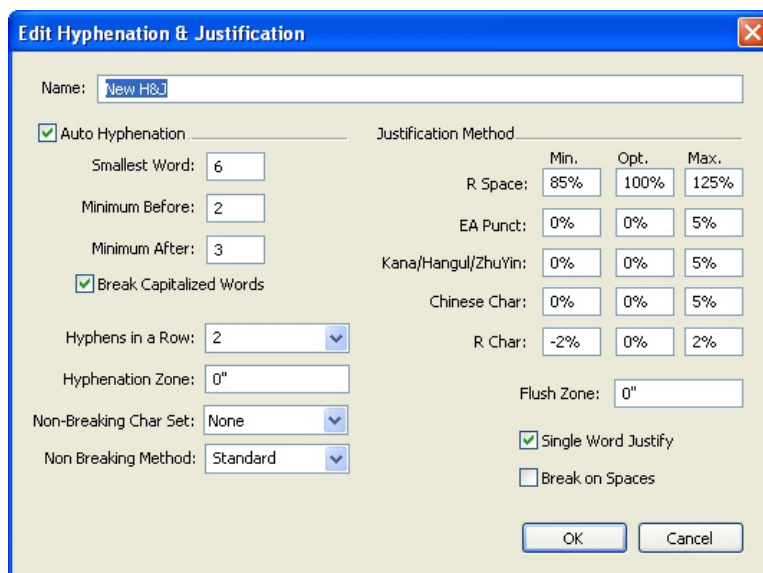 Edit Hyphenation & Justification
Name: New H&J
Auto Hyphenation
Smallest Word: 6
Minimum Before: 2
Minimum After: 3
Break Capitalized Words
Hyphens in a Row: 2
Hyphenation Zone: 0"
Non-Breaking Char Set: None
Non Breaking Method: Standard
Justification Method
Min. Opt. Max.
R Space: 85% 100% 125%
EA Punct: 0% 0% 5%
Kana/Hangul/ZhuYin: 0% 0% 5%
Chinese Char: 0% 0% 5%
R Char: -2% 0% 2%
Flush Zone: 0"
Single Word Justify
Break on Spaces
OK Cancel